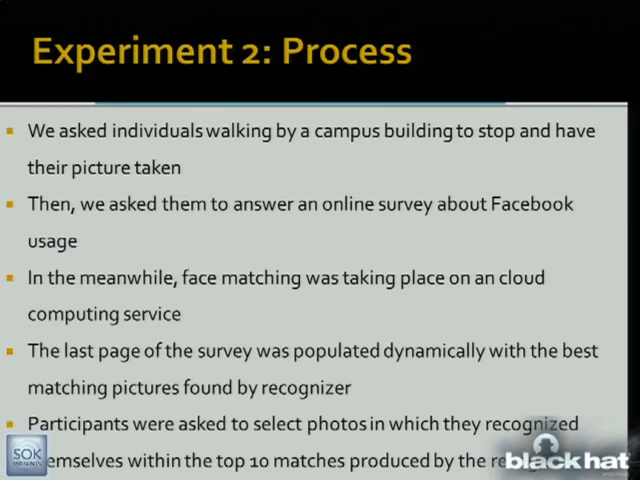 Experiment 2: Process
We asked individuals walking by a campus building to stop and have
their picture taken
Then, we asked them to answer an online survey about Facebook
usage
In the meanwhile, face matching was taking place on an cloud
computing service
The last page of the survey was populated dynamically with the best
matching pictures found by recognizer
Participants were asked to select photos in which they recognized
themselves within the top 10 matches produced by the
SOK
PRESENTS
blackhat